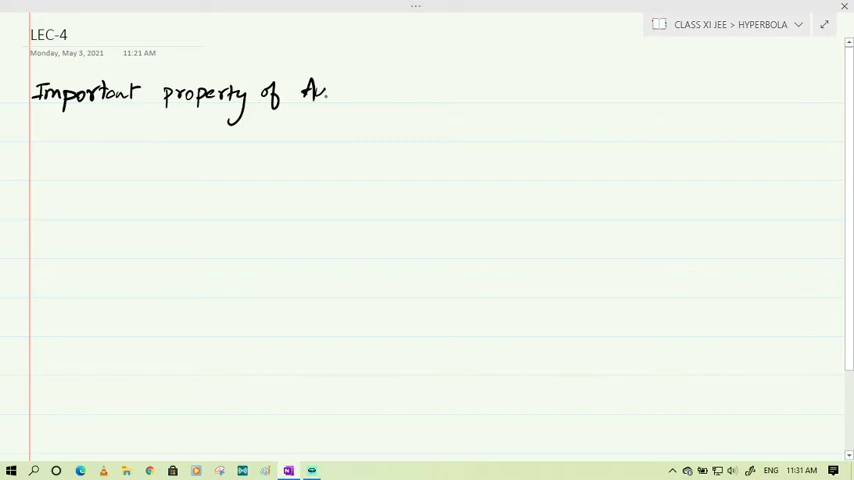 LEC-4
CLASS XI JEE > HYPERBOLA
Monday, May 3, 2021 11:21 AM
Important property of
ENG 11:31 AM